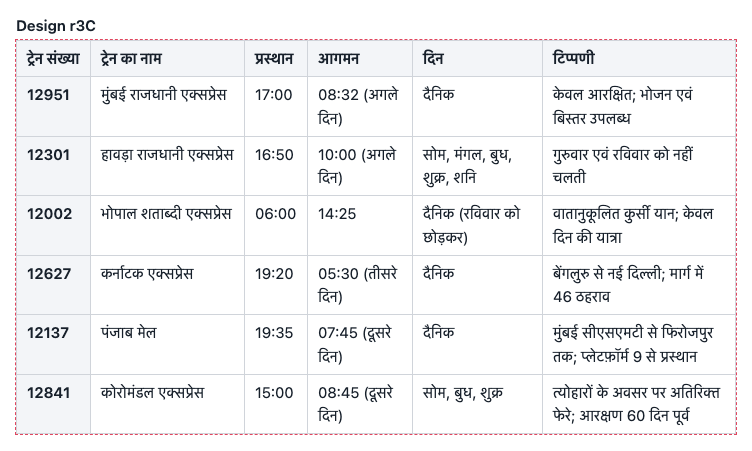 Design r3C
ट्रेन संख्या ट्रेन का नाम प्रस्थान आगमन दिन टिप्पणी
12951 मुंबई राजधानी एक्सप्रेस 17:00 08:32 (अगले दैनिक केवल आरक्षित; भोजन एवं
दिन) बिस्तर उपलब्ध
12301 हावड़ा राजधानी एक्सप्रेस 16:50 10:00 (अगले सोम, मंगल, बुध, गुरुवार एवं रविवार को नहीं
दिन) शुक्र, शनि चलती
12002 भोपाल शताब्दी एक्सप्रेस 06:00 14:25 दैनिक (रविवार को वातानुकूलित कुर्सी यान; केवल
छोड़कर) दिन की यात्रा
12627 कर्नाटक एक्सप्रेस 19:20 05:30 (तीसरे दैनिक बेंगलुरु से नई दिल्ली; मार्ग में
दिन) 46 ठहराव
12137 पंजाब मेल 19:35 07:45 (दूसरे दैनिक मुंबई सीएसएमटी से फिरोजपुर
दिन) तक; प्लेटफ़ॉर्म 9 से प्रस्थान
12841 कोरोमंडल एक्सप्रेस 15:00 08:45 (दूसरे सोम, बुध, शुक्र त्योहारों के अवसर पर अतिरिक्त
दिन) फेरे; आरक्षण 60 दिन पूर्व